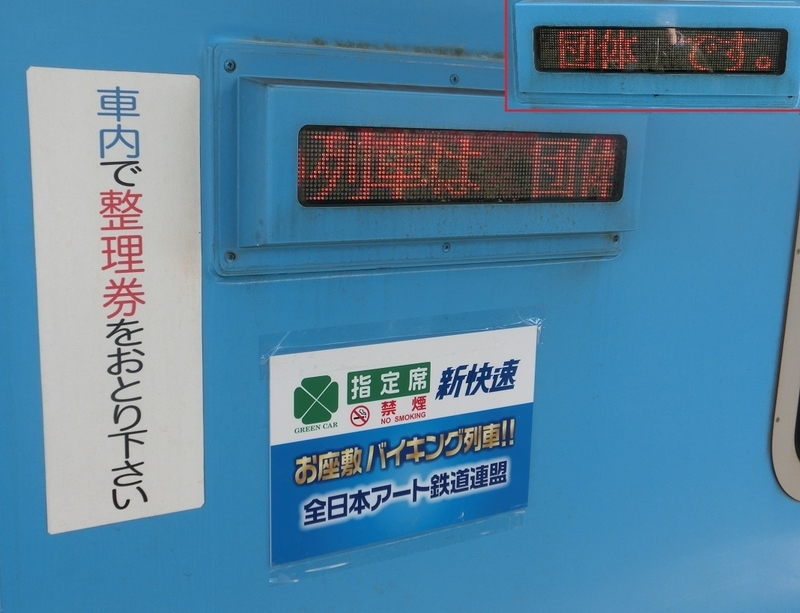 車内で整理券をおとり下さい
列車は 団体
団体 です。
GREEN CAR
指定席
禁煙
NO SMOKING
新快速
お座敷バイキング列車!!
全日本アート鉄道連盟